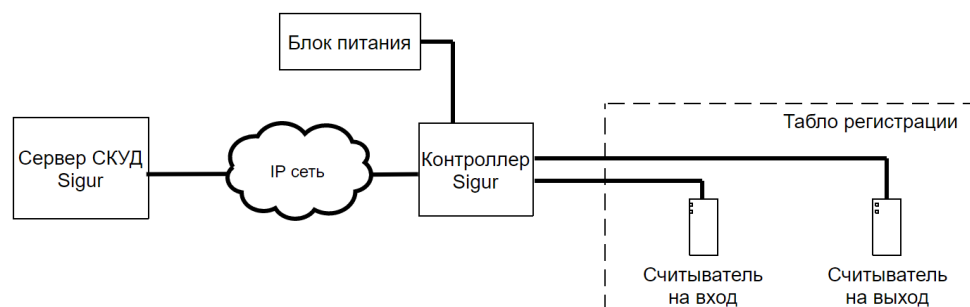 Блок питания
Табло регистрации
Сервер СКУД
Sigur
IP сеть
Контроллер
Sigur
Считыватель
на вход
Считыватель
на выход